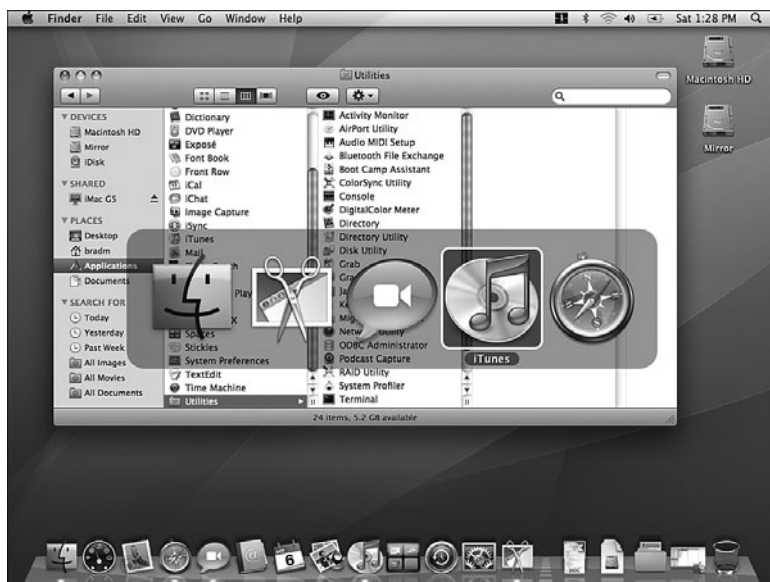 Finder File Edit View Go Window Help
Sat 1:28 PM
Utilities
DEVICES
Macintosh HD
Mirror
iDisk
SHARED
iMac G5
PLACES
Desktop
bradm
Applications
Documents
SEARCH FOR
Today
Yesterday
Past Week
All Images
All Movies
All Documents
Dictionary
DVD Player
Exposé
Font Book
Front Row
iCal
iChat
Image Capture
iSync
iTunes
Mail
Play
X
Spaces
Stickies
System Preferences
TextEdit
Time Machine
Utilities
Activity Monitor
AirPort Utility
Audio MIDI Setup
Bluetooth File Exchange
Boot Camp Assistant
ColorSync Utility
Console
DigitalColor Meter
Directory
Directory Utility
Disk Utility
Grab
Utility
ODBC Administrator
Podcast Capture
RAID Utility
System Profiler
Terminal
iTunes
24 items, 5.2 GB available
Macintosh HD
Mirror
6